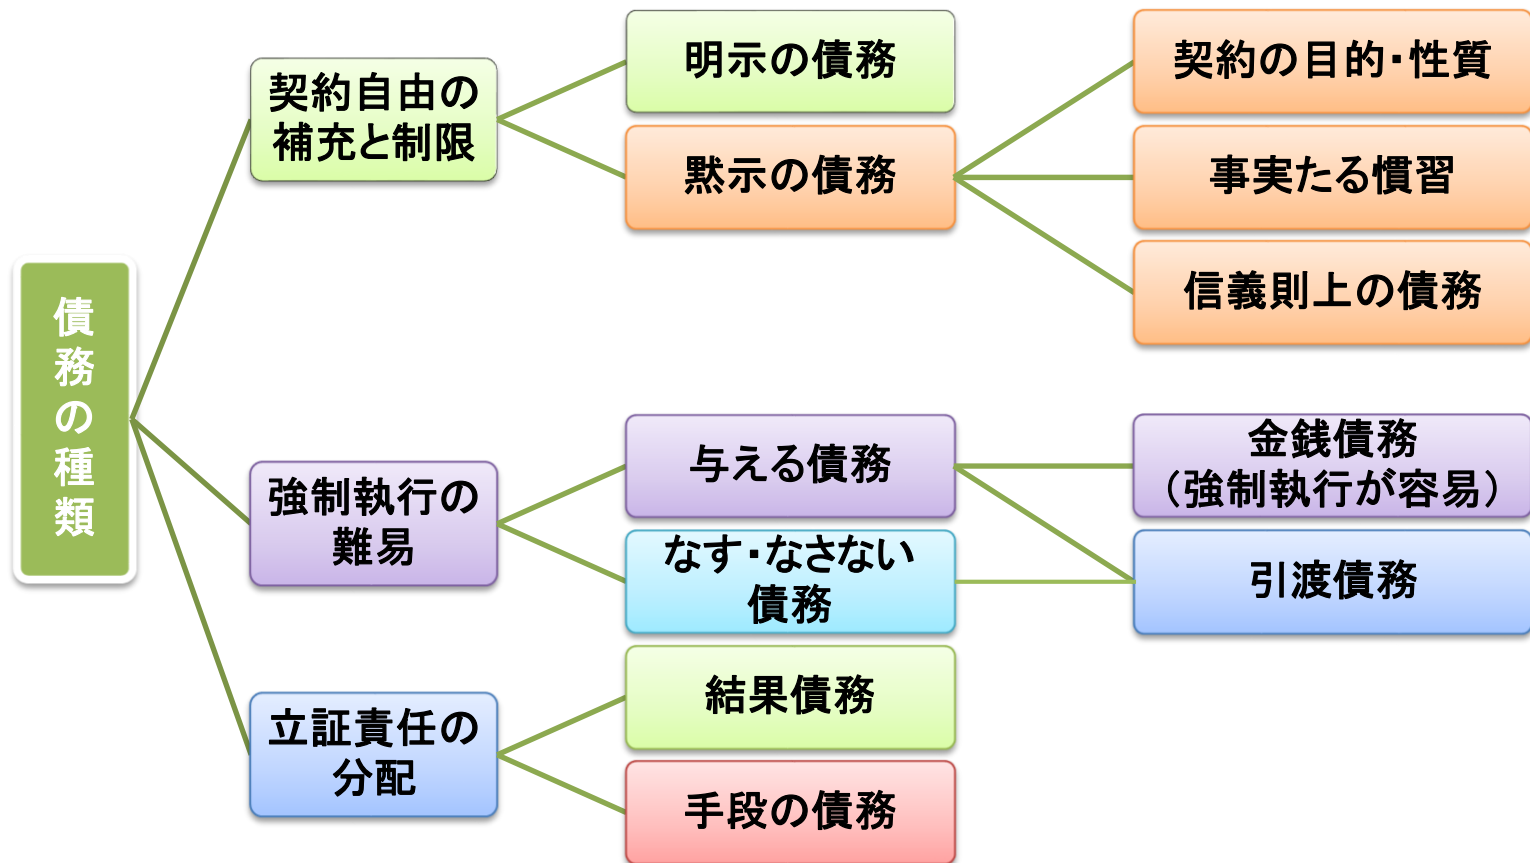 債務の種類
契約自由の
補充と制限
明示の債務
黙示の債務
契約の目的・性質
事実たる慣習
信義則上の債務
強制執行の
難易
与える債務
なす・なさない
債務
金銭債務
（強制執行が容易）
引渡債務
立証責任の
分配
結果債務
手段の債務